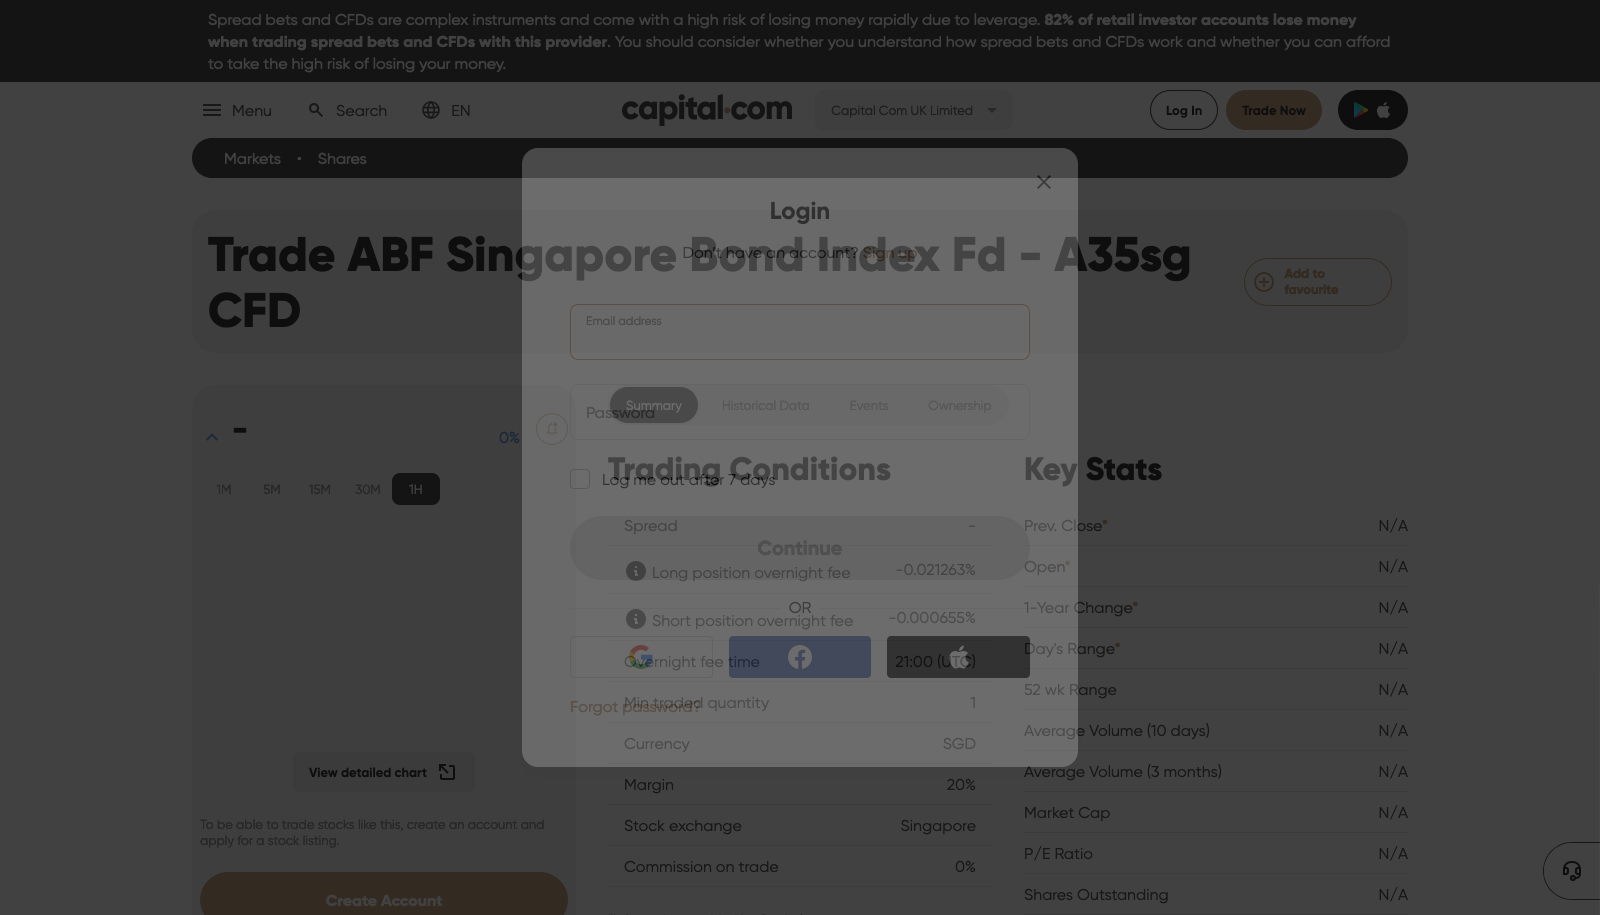 Spread bets and CFDs are complex instruments and come with a high risk of losing money rapidly due to leverage. 82% of retail investor accounts lose money
when trading spread bets and CFDs with this provider. You should consider whether you understand how spread bets and CFDs work and whether you can afford
to take the high risk of losing your money.
Menu
Search
EN
capital.com
Capital Com UK Limited
Log In
Trade Now
Markets • Shares
Login
Don't have an account? Sign up
Trade ABF Singapore Bond Index Fd - A35sg
CFD
Add to
favourite
Email address
Password
Log me out after 7 days
Continue
OR
Forgot password?
- 0%
1M 5M 15M 30M 1H
View detailed chart
To be able to trade stocks like this, create an account and
apply for a stock listing.
Create Account
Summary Historical Data Events Ownership
Trading Conditions
Spread -
Long position overnight fee -0.021263%
Short position overnight fee -0.000655%
Overnight fee time 21:00 (UTC)
Min traded quantity 1
Currency SGD
Margin 20%
Stock exchange Singapore
Commission on trade 0%
Key Stats
Prev. Close* N/A
Open* N/A
1-Year Change* N/A
Day's Range* N/A
52 wk Range N/A
Average Volume (10 days) N/A
Average Volume (3 months) N/A
Market Cap N/A
P/E Ratio N/A
Shares Outstanding N/A